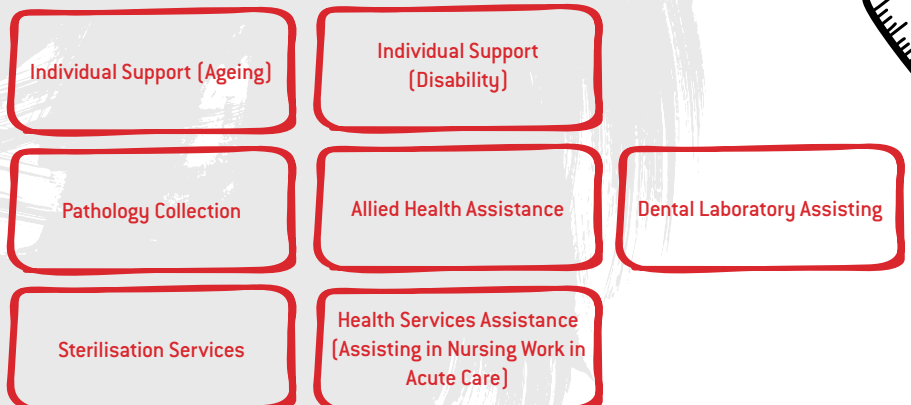 Individual Support (Ageing)
Individual Support
(Disability)
Pathology Collection
Allied Health Assistance
Dental Laboratory Assisting
Sterilisation Services
Health Services Assistance
(Assisting in Nursing Work in
Acute Care)